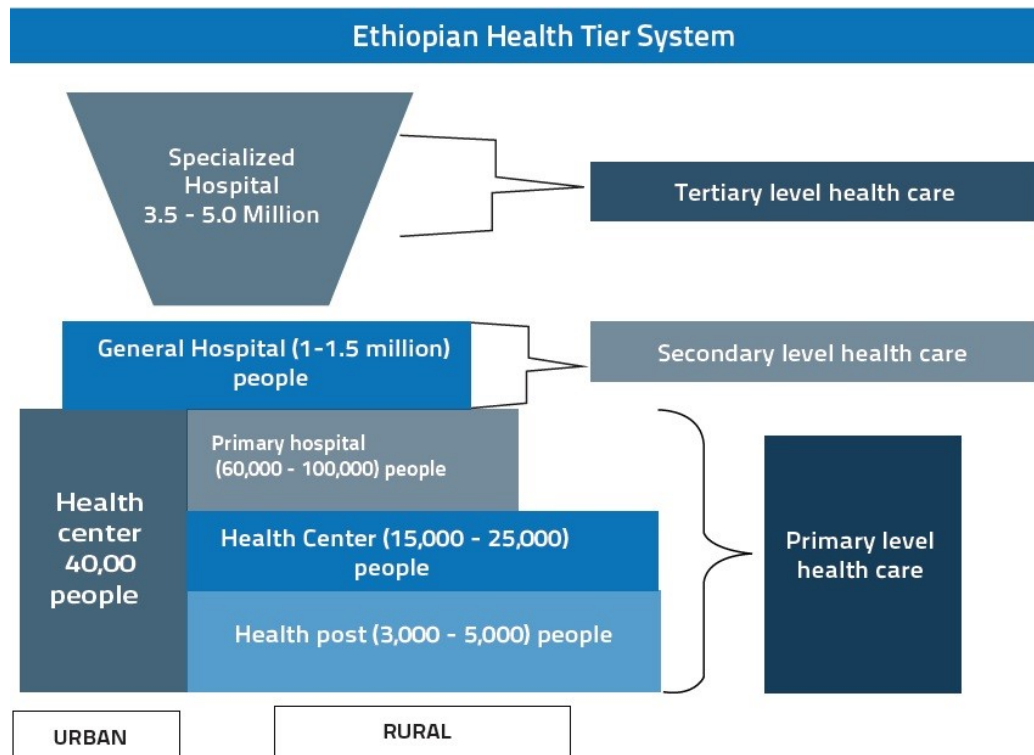 Ethiopian Health Tier System
Specialized
Hospital
3.5 - 5.0 Million
Tertiary level health care
General Hospital (1-1.5 million)
people
Secondary level health care
Primary hospital
(60,000 - 100,000) people
Health
center
40,00
people
Health Center (15,000 - 25,000)
people
Primary level
health care
Health post (3,000 - 5,000) people
URBAN
RURAL